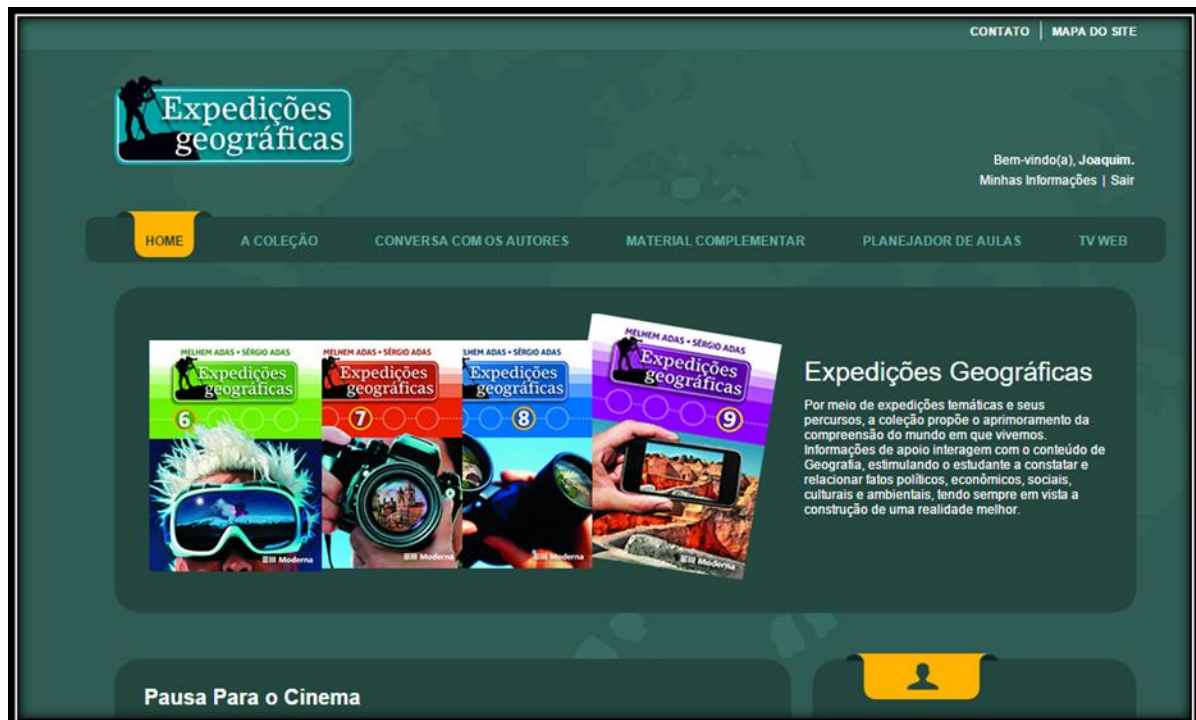 CONTATO | MAPA DO SITE
Expedições
geográficas
Bem-vindo(a), Joaquim.
Minhas Informações | Sair
HOME A COLEÇÃO CONVERSA COM OS AUTORES MATERIAL COMPLEMENTAR PLANEJADOR DE AULAS TV WEB
MELHEM ADAS • SÉRGIO ADAS
Expedições
geográficas
6
Moderna
MELHEM ADAS • SÉRGIO ADAS
Expedições
geográficas
7
Moderna
LHEM ADAS • SÉRGIO ADAS
Expedições
geográficas
8
Moderna
MELHEM ADAS • SÉRGIO ADAS
Expedições
geográficas
9
Moderna
Expedições Geográficas
Por meio de expedições temáticas e seus
percursos, a coleção propõe o aprimoramento da
compreensão do mundo em que vivemos.
Informações de apoio interagem com o conteúdo de
Geografia, estimulando o estudante a constatar e
relacionar fatos políticos, econômicos, sociais,
culturais e ambientais, tendo sempre em vista a
construção de uma realidade melhor.
Pausa Para o Cinema